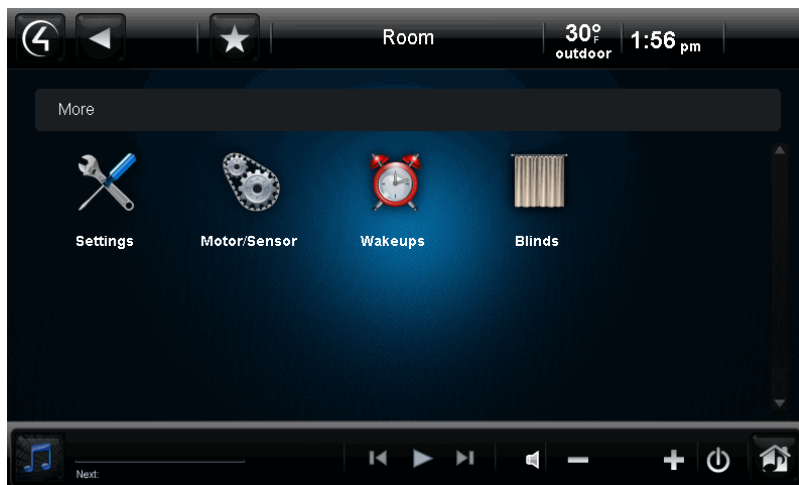 Room
30°F
outdoor
1:56 pm
More
Settings
Motor/Sensor
Wakeups
Blinds
Next: